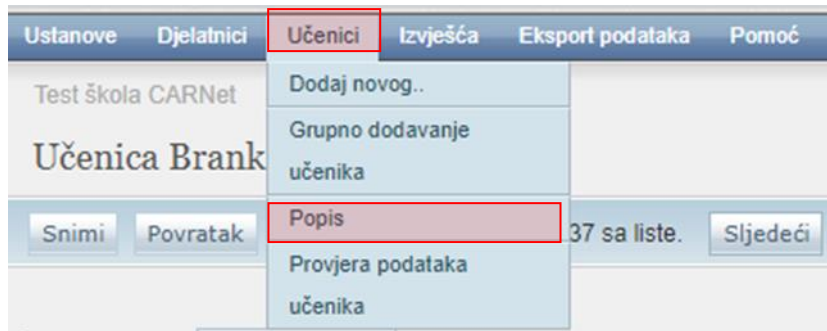 Ustanove Djelatnici Učenici Izvješća Eksport podataka Pomoć
Test škola CARNet
Učenica Brank
Dodaj novog..
Grupno dodavanje
učenika
Popis
Provjera podataka
učenika
Snimi Povratak 37 sa liste. Sljedeći